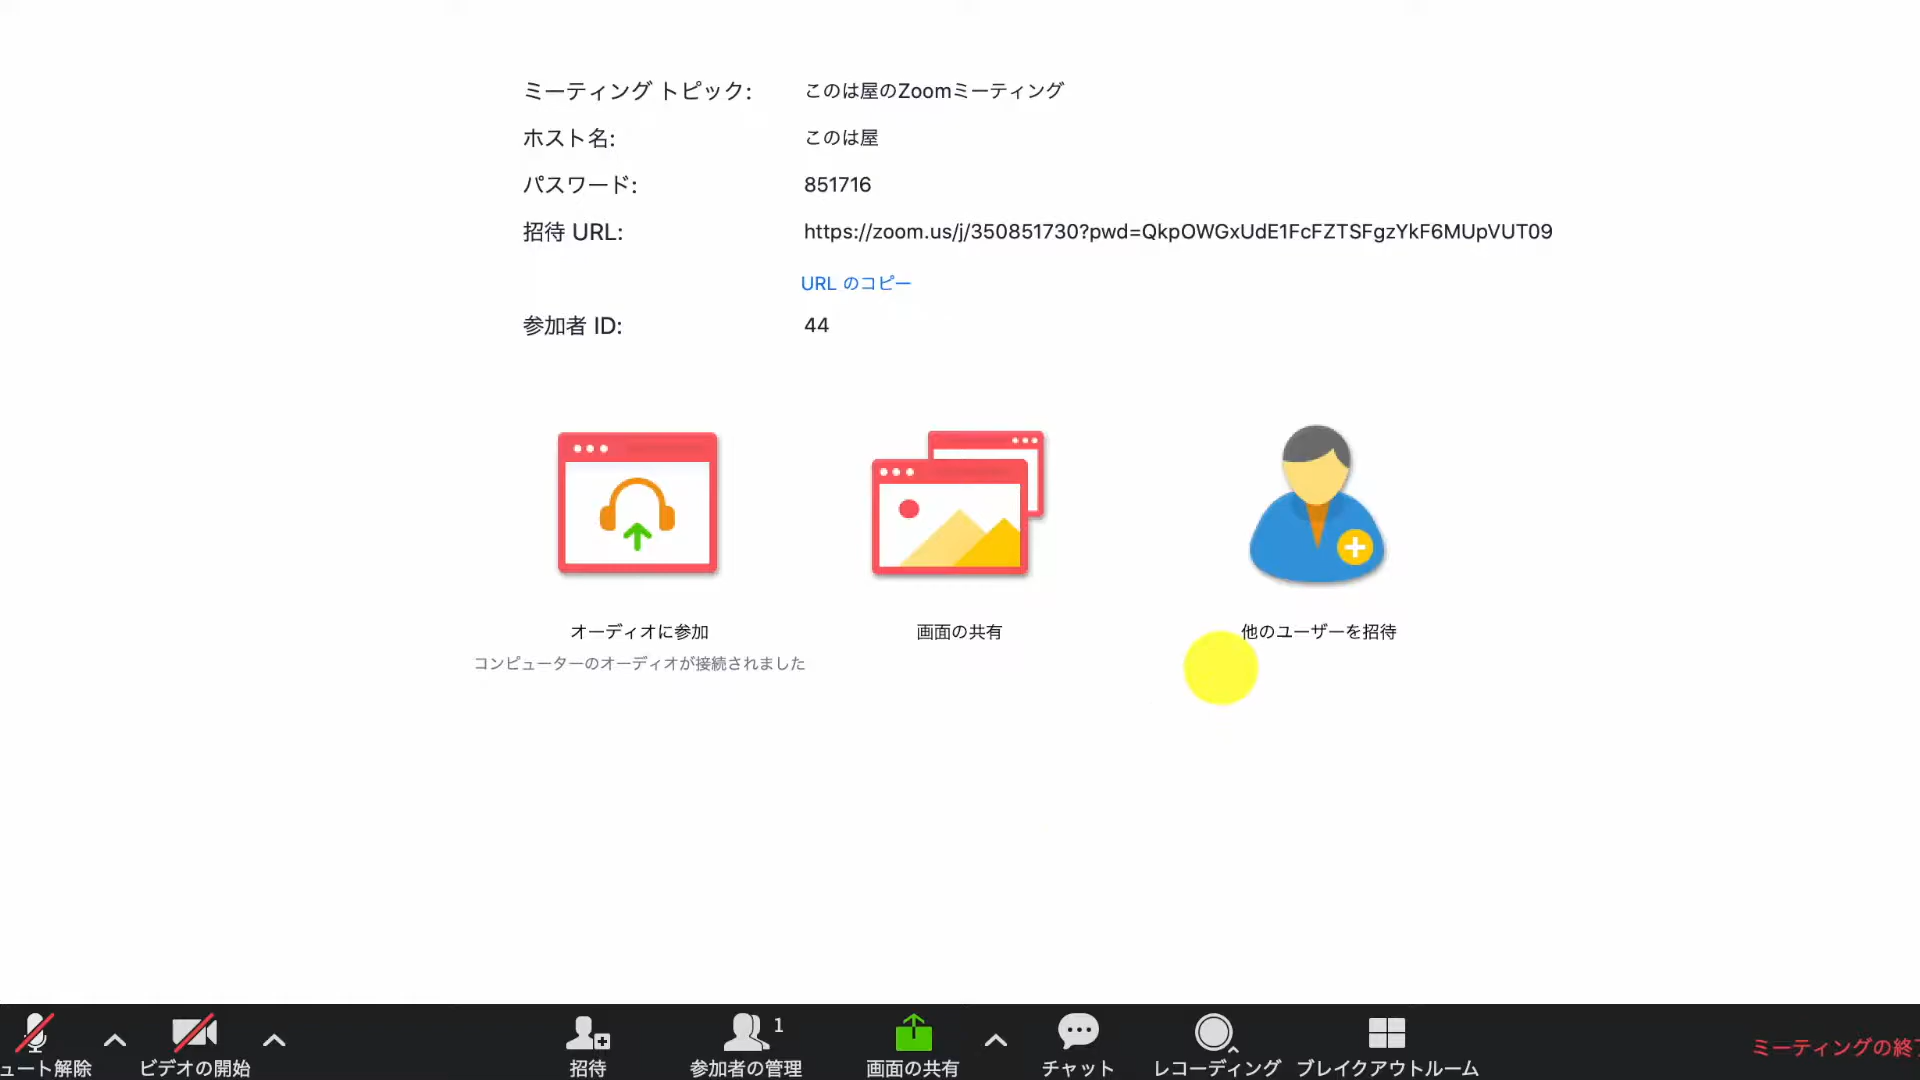 ミーティング トピック: このは屋のZoomミーティング
ホスト名: このは屋
パスワード: 851716
招待 URL: https://zoom.us/j/350851730?pwd=QkpOWGxUdE1FcFZTSFgzYkF6MUpVUT09
URL のコピー
参加者 ID: 44
オーディオに参加 画面の共有 他のユーザーを招待
コンピューターのオーディオが接続されました
1
ュート解除 ビデオの開始 招待 参加者の管理 画面の共有 チャット レコーディング ブレイクアウトルーム ミーティングの終了